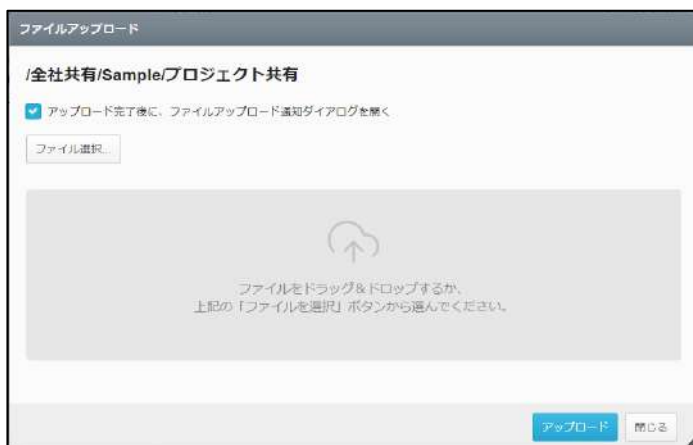 ファイルアップロード
/全社共有/Sample/プロジェクト共有
アップロード完了後に、ファイルアップロード通知ダイアログを開く
ファイル選択...
ファイルをドラッグ＆ドロップするか、
上記の「ファイルを選択」ボタンから選んでください。
アップロード 閉じる